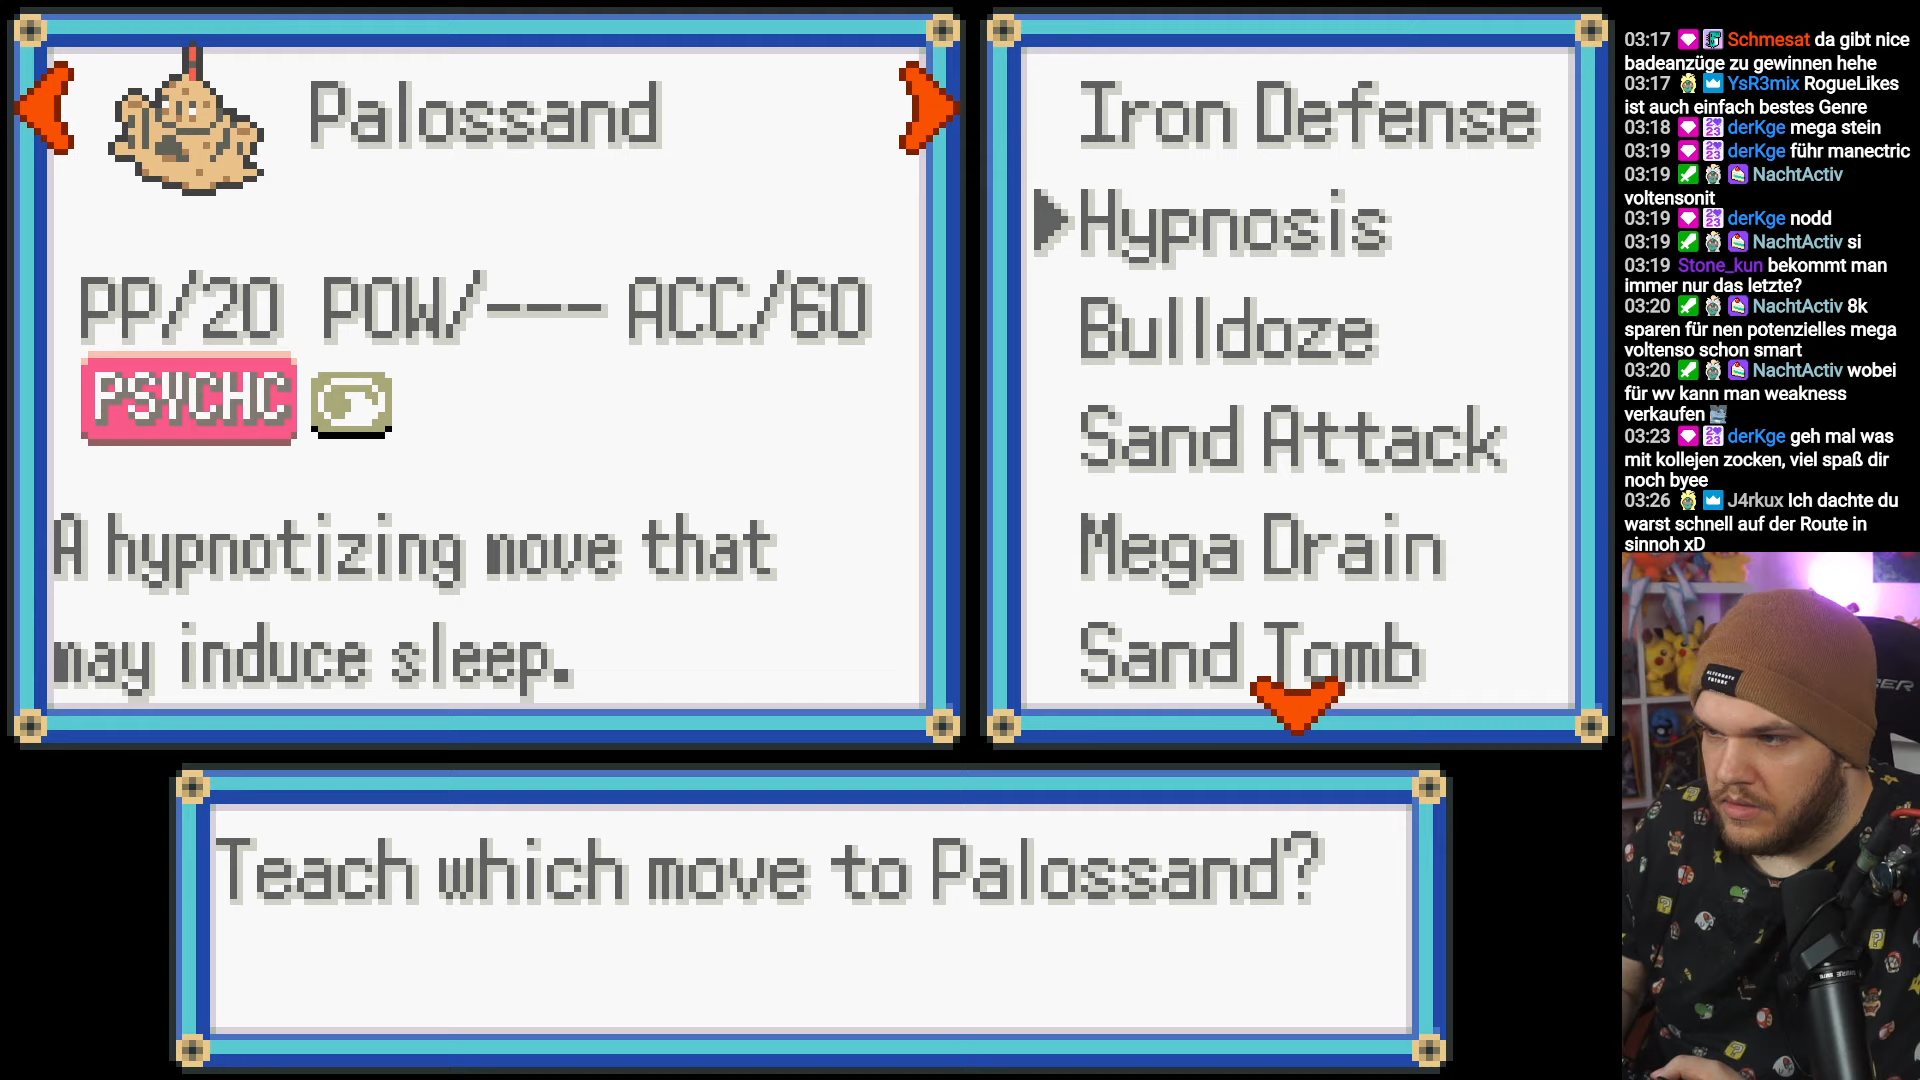 Palossand
PP/20 POW/--- ACC/60
PSYCHC
A hypnotizing move that
may induce sleep.
Iron Defense
Hypnosis
Bulldoze
Sand Attack
Mega Drain
Sand Tomb
Teach which move to Palossand?
03:17 Schmesat da gibt nice
badeanzüge zu gewinnen hehe
03:17 YsR3mix RogueLikes
ist auch einfach bestes Genre
03:18 derKge mega stein
03:19 derKge führ manectric
03:19 NachtActiv
voltensonit
03:19 derKge nodd
03:19 NachtActiv si
03:19 Stone_kun bekommt man
immer nur das letzte?
03:20 NachtActiv 8k
sparen für nen potenzielles mega
voltenso schon smart
03:20 NachtActiv wobei
für wv kann man weakness
verkaufen
03:23 derKge geh mal was
mit kollejen zocken, viel spaß dir
noch byee
03:26 J4rkux Ich dachte du
warst schnell auf der Route in
sinnoh xD